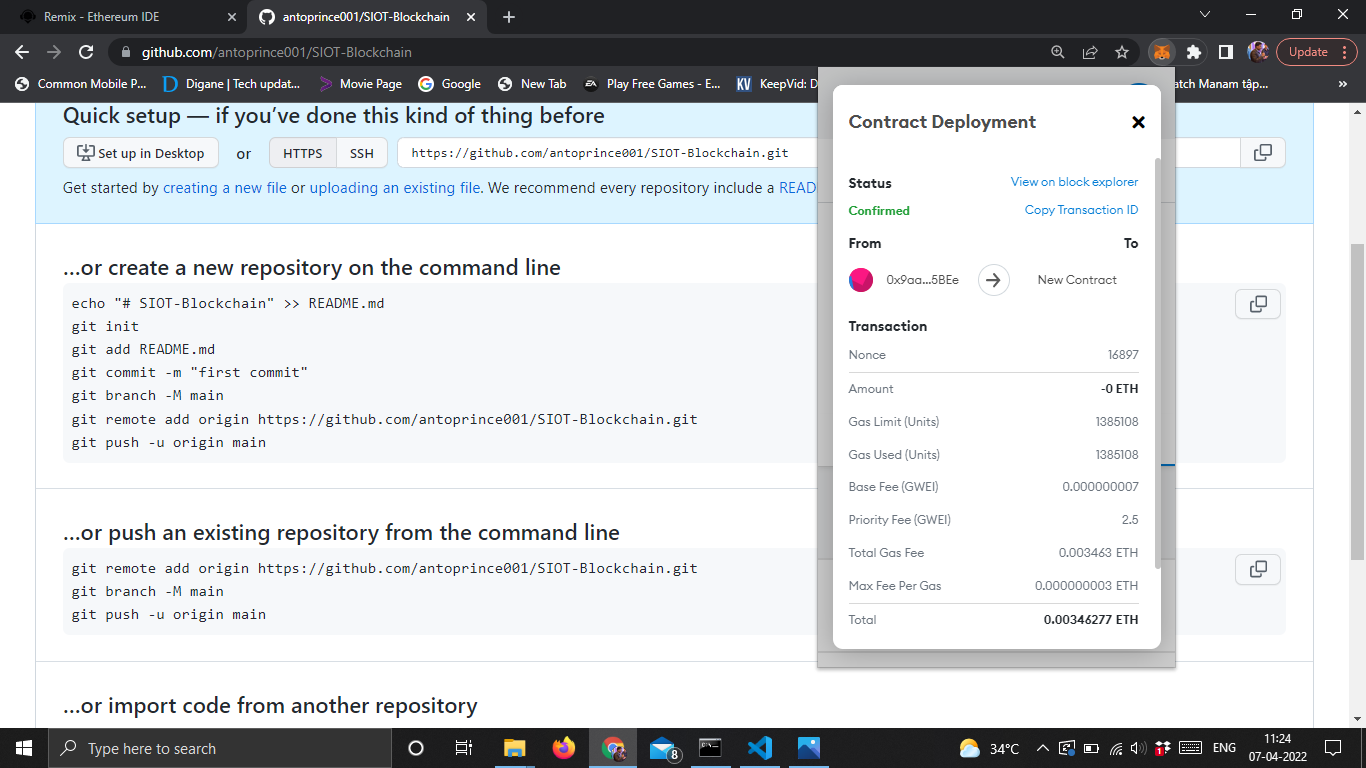 Remix - Ethereum IDE
antoprince001/SIOT-Blockchain
github.com/antoprince001/SIOT-Blockchain
Update
Common Mobile P...
Digane | Tech updat...
Movie Page
Google
New Tab
EA
Play Free Games - E...
KV
KeepVid: D
atch Manam tập...
»
Quick setup — if you’ve done this kind of thing before
Set up in Desktop
or
HTTPS
SSH
https://github.com/antoprince001/SIOT-Blockchain.git
Get started by creating a new file or uploading an existing file. We recommend every repository include a READ
…or create a new repository on the command line
echo "# SIOT-Blockchain" >> README.md
git init
git add README.md
git commit -m "first commit"
git branch -M main
git remote add origin https://github.com/antoprince001/SIOT-Blockchain.git
git push -u origin main
…or push an existing repository from the command line
git remote add origin https://github.com/antoprince001/SIOT-Blockchain.git
git branch -M main
git push -u origin main
…or import code from another repository
Contract Deployment
Status
View on block explorer
Confirmed
Copy Transaction ID
From
To
0x9aa...5BEe
New Contract
Transaction
Nonce 16897
Amount -0 ETH
Gas Limit (Units) 1385108
Gas Used (Units) 1385108
Base Fee (GWEI) 0.000000007
Priority Fee (GWEI) 2.5
Total Gas Fee 0.003463 ETH
Max Fee Per Gas 0.000000003 ETH
Total 0.00346277 ETH
Type here to search
8
34°C
1
ENG
11:24
07-04-2022